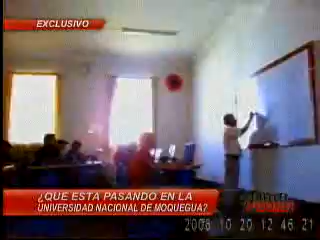 EXCLUSIVO
¿QUE ESTA PASANDO EN LA
UNIVERSIDAD NACIONAL DE MOQUEGUA?
2008 10 20 12 46 21